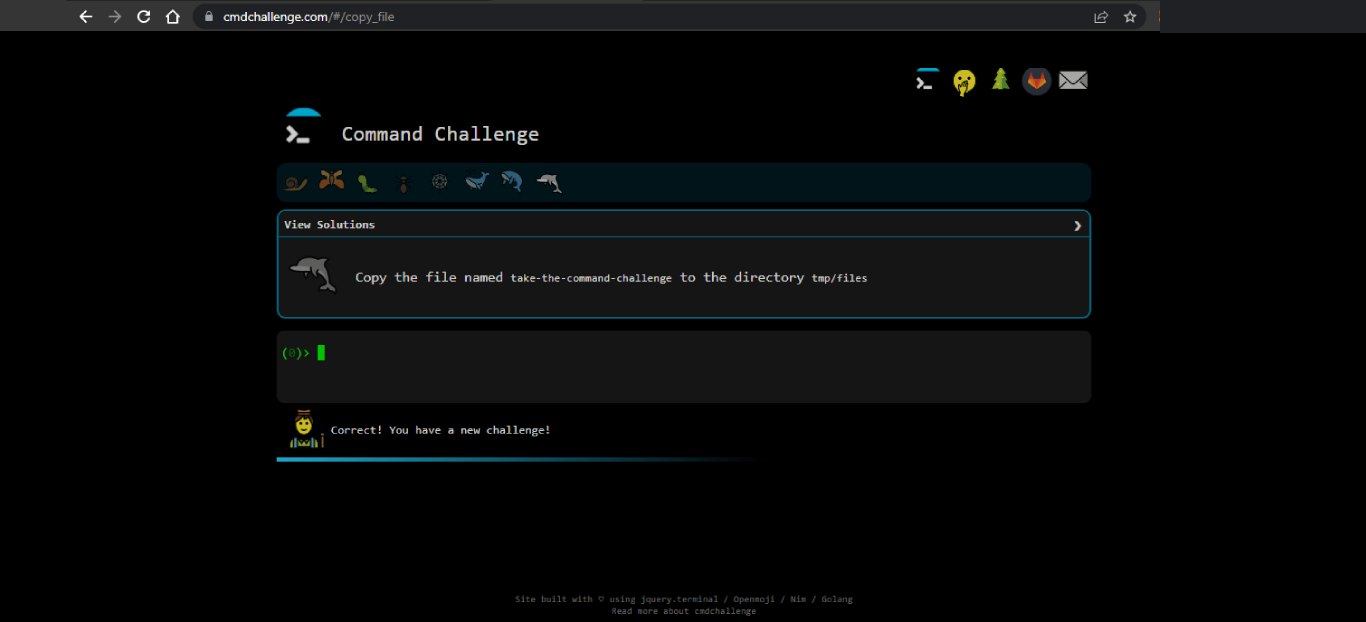 cmdchallenge.com/#/copy_file
Command Challenge
View Solutions
Copy the file named take-the-command-challenge to the directory tmp/files
(0)>
Correct! You have a new challenge!
Site built with ♡ using jquery.terminal / Openmoji / Nim / Golang
Read more about cmdchallenge